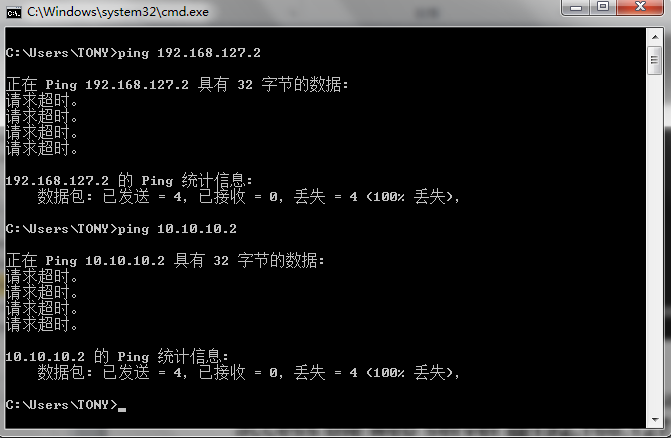 C:\Windows\system32\cmd.exe
C:\Users\TONY>ping 192.168.127.2
正在 Ping 192.168.127.2 具有 32 字节的数据:
请求超时。
请求超时。
请求超时。
请求超时。
192.168.127.2 的 Ping 统计信息:
数据包: 已发送 = 4，已接收 = 0，丢失 = 4 (100% 丢失)，
C:\Users\TONY>ping 10.10.10.2
正在 Ping 10.10.10.2 具有 32 字节的数据:
请求超时。
请求超时。
请求超时。
请求超时。
10.10.10.2 的 Ping 统计信息:
数据包: 已发送 = 4，已接收 = 0，丢失 = 4 (100% 丢失)，
C:\Users\TONY>